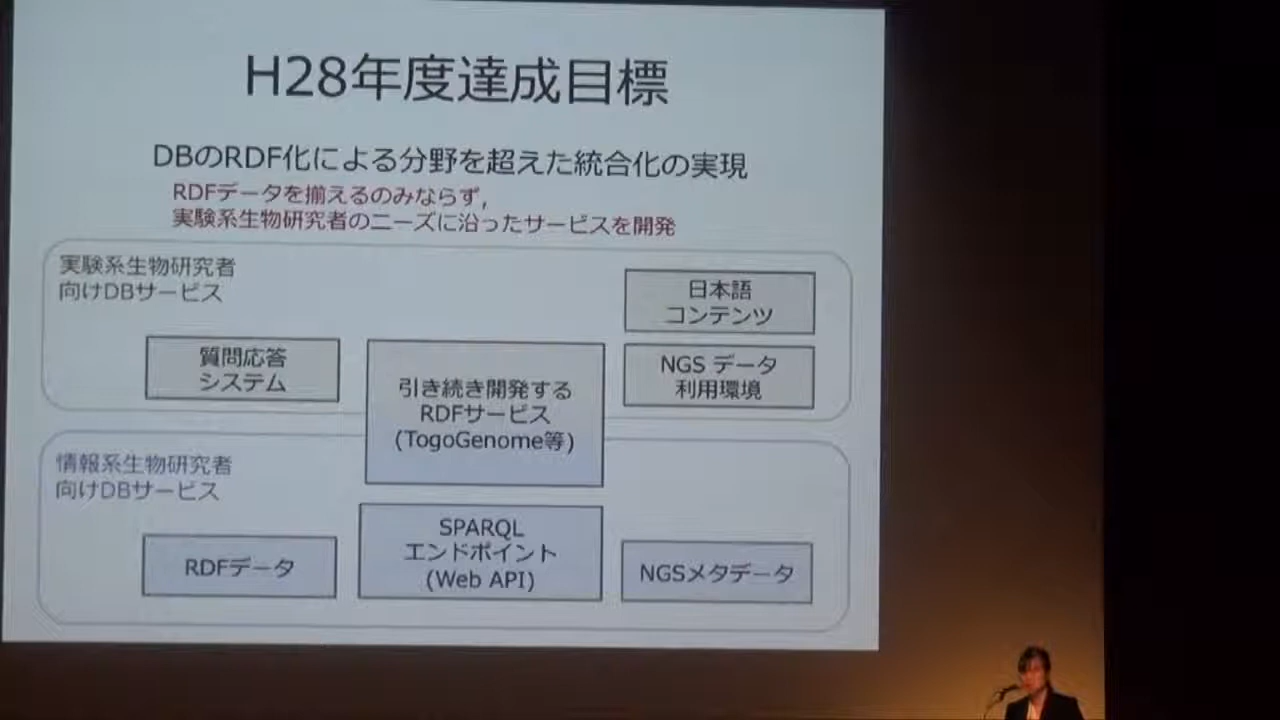 H28年度達成目標
DBのRDF化による分野を超えた統合化の実現
RDFデータを揃えるのみならず,
実験系生物研究者のニーズに沿ったサービスを開発
実験系生物研究者
向けDBサービス
日本語
コンテンツ
質問応答
システム
引き続き開発する
RDFサービス
(TogoGenome等)
NGS データ
利用環境
情報系生物研究者
向けDBサービス
RDFデータ
SPARQL
エンドポイント
(Web API)
NGSメタデータ